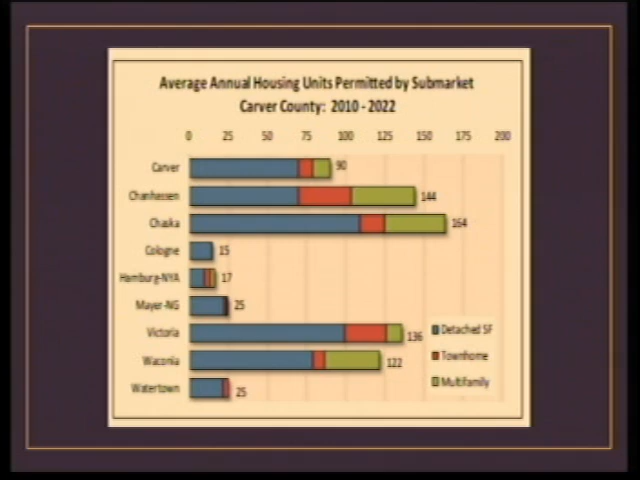 Average Annual Housing Units Permitted by Submarket
Carver County: 2010 - 2022
0 25 50 75 100 125 150 175 200
Carver 90
Chanhassen 144
Chaska 164
Cologne 15
Hamburg-NYA 17
Mayer-NG 25
Victoria 136
Detached SF
Townhome
Waconia 122
Multifamily
Watertown 25